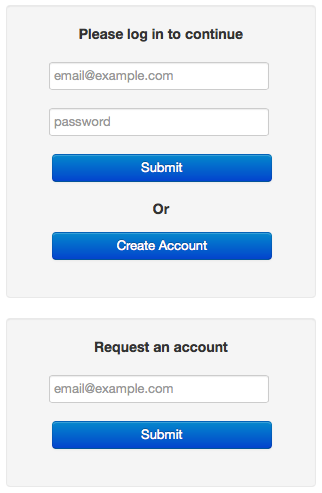 Please log in to continue
email@example.com
password
Submit
Or
Create Account
Request an account
email@example.com
Submit